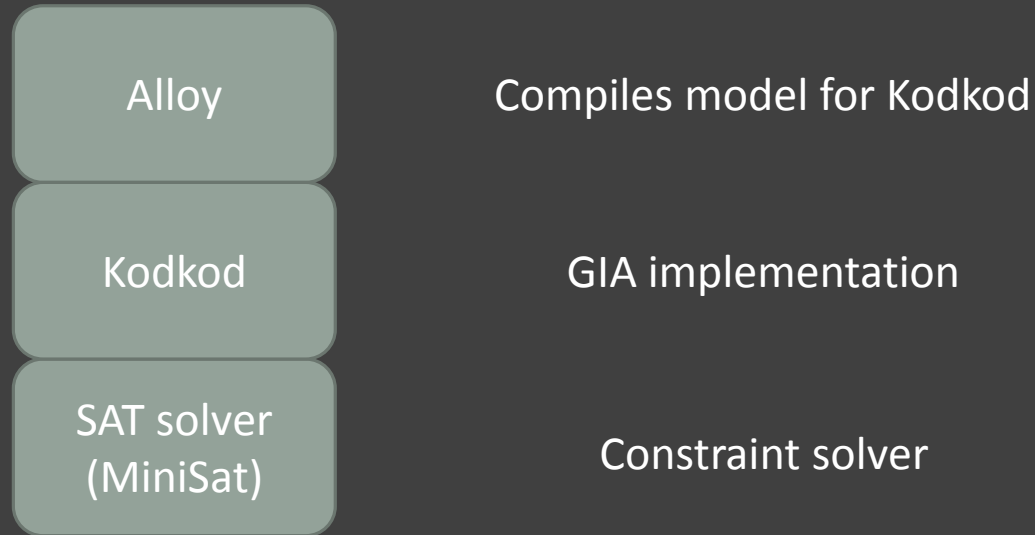 Alloy
Compiles model for Kodkod
Kodkod
GIA implementation
SAT solver
(MiniSat)
Constraint solver